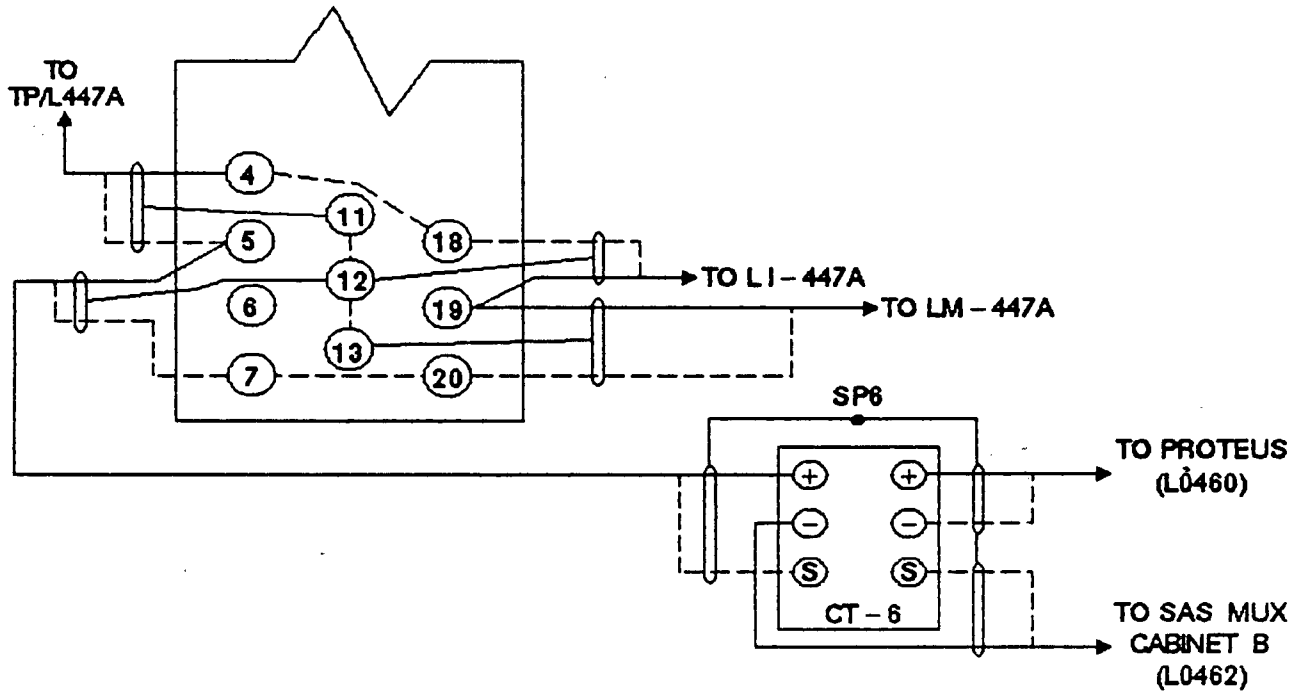 TO
TP/L447A
4
11
5
18
12
TO LI-447A
6
19
TO LM-447A
13
7
20
SP6
+
+
TO PROTEUS
(L0460)
-
-
S
S
CT-6
TO SAS MUX
CABINET B
(L0462)